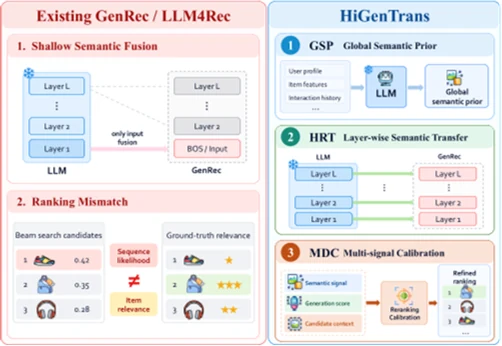 Existing GenRec / LLM4Rec
1. Shallow Semantic Fusion
Layer L
Layer 2
Layer 1
LLM
only input
fusion
Layer L
Layer 2
BOS / Input
GenRec
2. Ranking Mismatch
Beam search candidates
1 0.42
2 0.35
3 0.28
Sequence
likelihood
≠
Item
relevance
Ground-truth relevance
1
2
3
HiGenTrans
1 GSP Global Semantic Prior
User profile
Item features
Interaction history
LLM
Global
semantic prior
2 HRT Layer-wise Semantic Transfer
LLM
Layer L
Layer 2
Layer 1
GenRec
Layer L
Layer 2
Layer 1
3 MDC Multi-signal Calibration
Semantic signal
Generation score
Candidate context
Reranking
Calibration
Refined
ranking
1
2
3